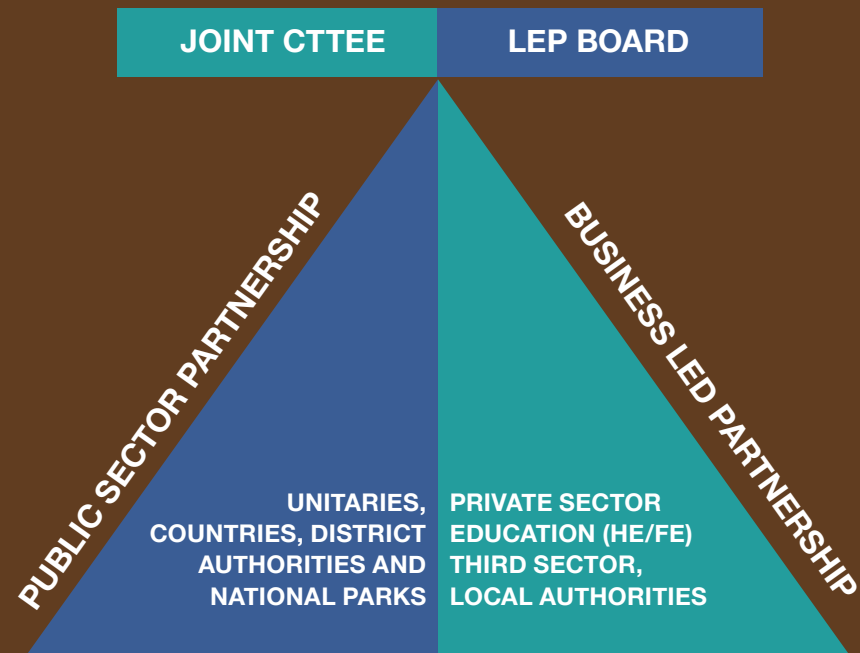 JOINT CTTEE
LEP BOARD
PUBLIC SECTOR PARTNERSHIP
BUSINESS LED PARTNERSHIP
UNITARIES,
COUNTRIES, DISTRICT
AUTHORITIES AND
NATIONAL PARKS
PRIVATE SECTOR
EDUCATION (HE/FE)
THIRD SECTOR,
LOCAL AUTHORITIES